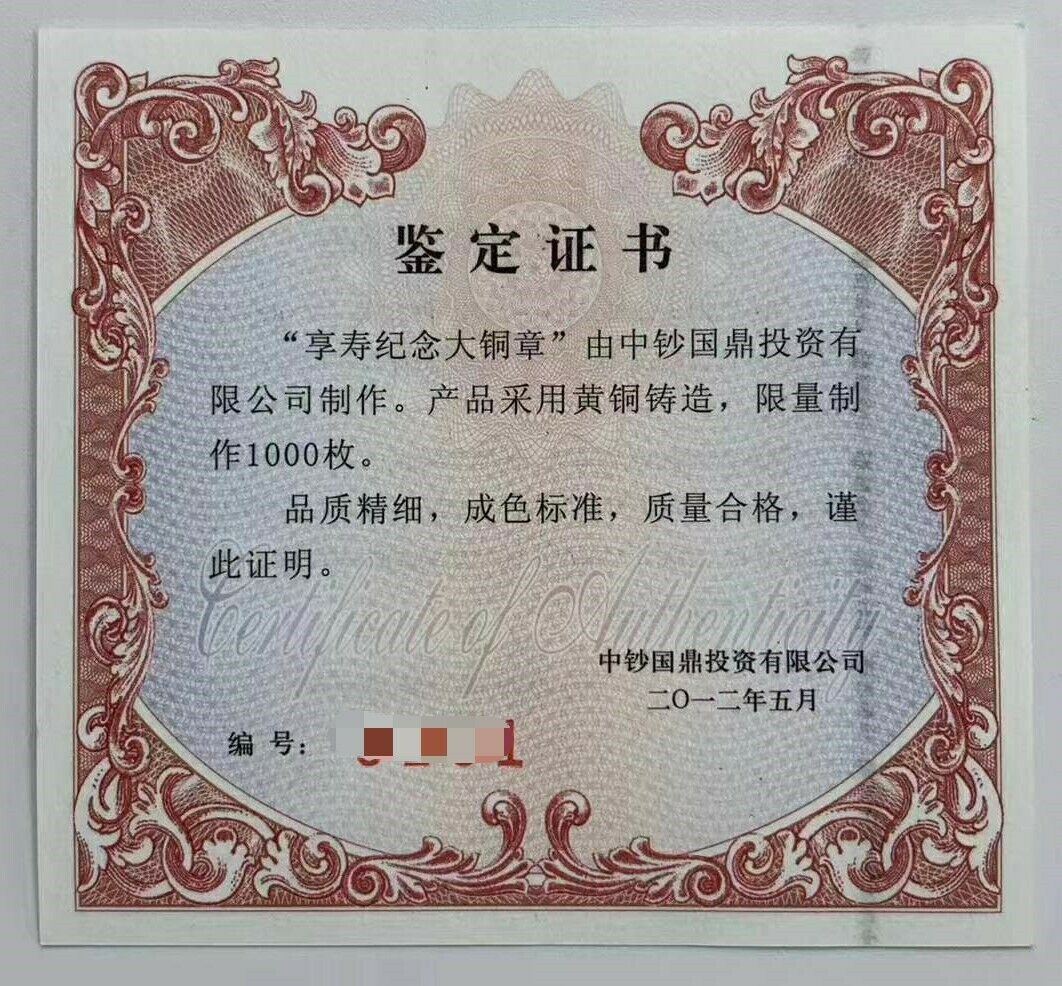 鉴定证书
“享寿纪念大铜章”由中钞国鼎投资有
限公司制作。产品采用黄铜铸造，限量制
作1000枚。
品质精细，成色标准，质量合格，谨
此证明。
Certificate of Authenticity
中钞国鼎投资有限公司
二〇一二年五月
编 号：